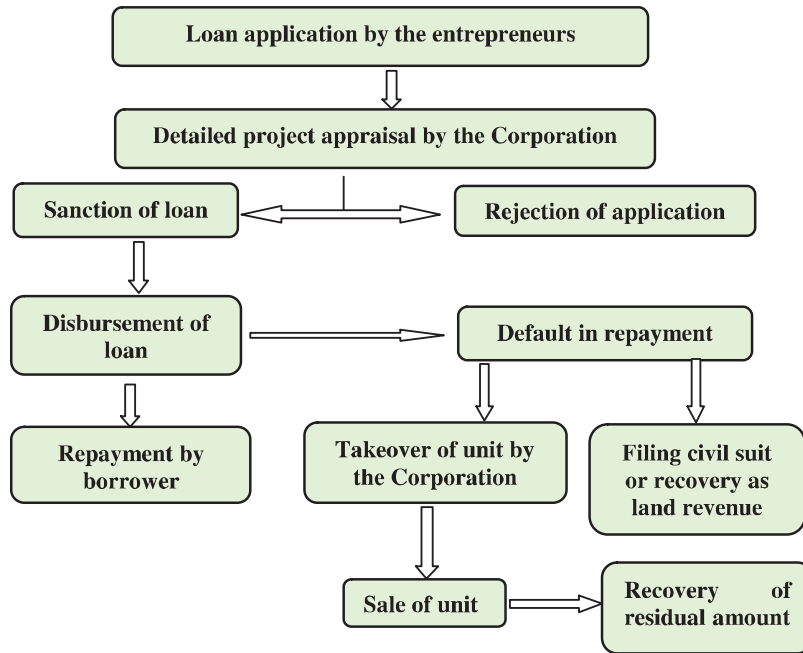 Loan application by the entrepreneurs
Detailed project appraisal by the Corporation
Sanction of loan
Rejection of application
Disbursement of
loan
Default in repayment
Repayment by
borrower
Takeover of unit by
the Corporation
Filing civil suit
or recovery as
land revenue
Sale of unit
Recovery of
residual amount